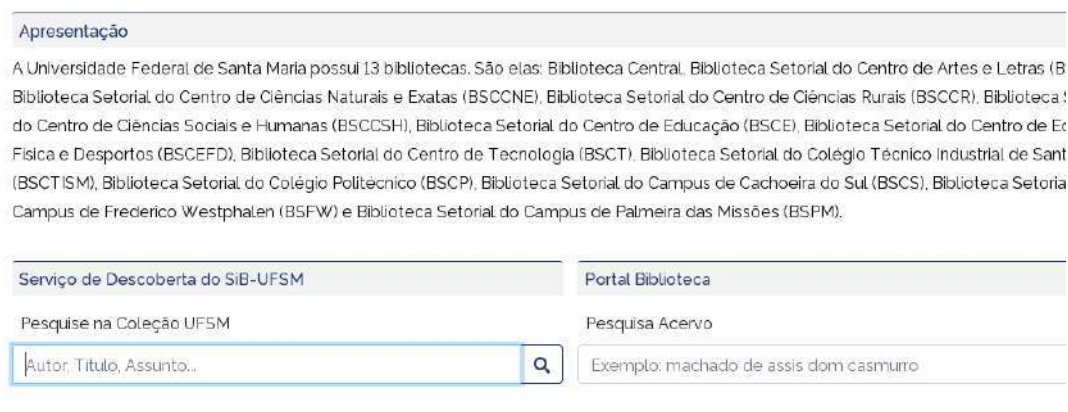 Apresentação
A Universidade Federal de Santa Maria possui 13 bibliotecas. São elas: Biblioteca Central, Biblioteca Setorial do Centro de Artes e Letras
Biblioteca Setorial do Centro de Ciências Naturais e Exatas (BSCCNE), Biblioteca Setorial do Centro de Ciências Rurais (BSCCR), Biblioteca
do Centro de Ciências Sociais e Humanas (BSCCSH), Biblioteca Setorial do Centro de Educação (BSCE), Biblioteca Setorial do Centro de
Física e Desportos (BSCEFD), Biblioteca Setorial do Centro de Tecnologia (BSCT), Biblioteca Setorial do Colégio Técnico Industrial de
(BSCTISM), Biblioteca Setorial do Colégio Politécnico (BSCP), Biblioteca Setorial do Campus de Cachoeira do Sul (BSCS), Biblioteca
Campus de Frederico Westphalen (BSFW) e Biblioteca Setorial do Campus de Palmeira das Missões (BSPM).
Serviço de Descoberta do SiB-UFSM
Portal Biblioteca
Pesquise na Coleção UFSM
Pesquisa Acervo
Autor, Título, Assunto...
Exemplo: machado de assis dom casmurro